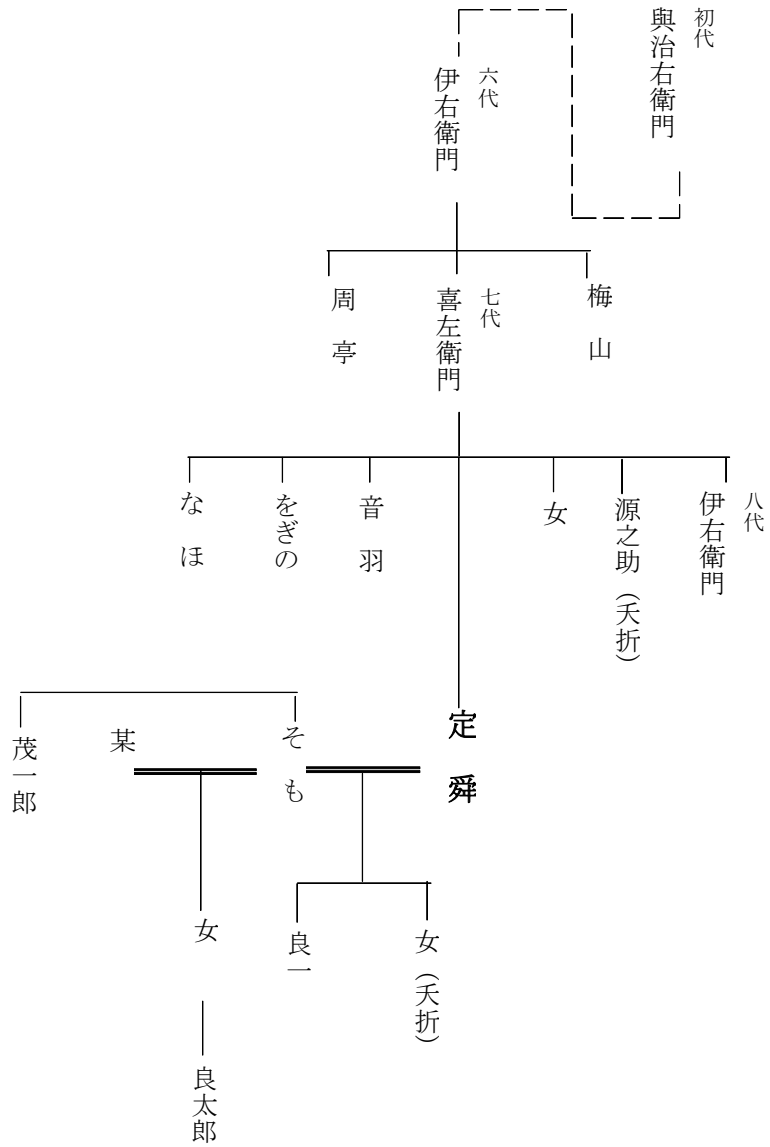 初代
與治右衛門
六代
伊右衛門
梅山
七代
喜左衛門
周亭
八代
伊右衛門
源之助（夭折）
女
定舜
音羽
をぎの
なほ
そも
某
茂一郎
女（夭折）
良一
女
良太郎